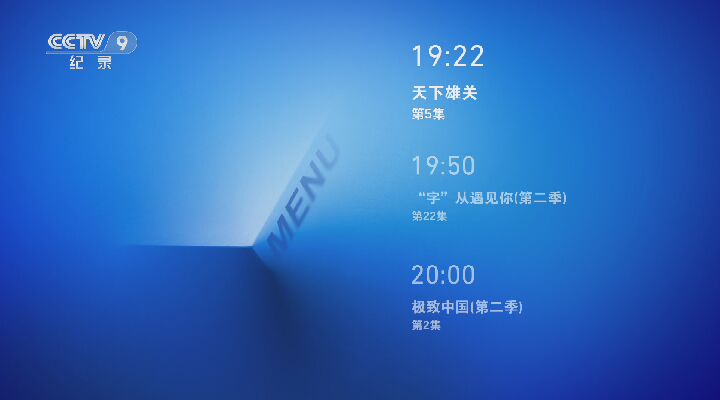 CCTV 9
纪录
MENU
19:22
天下雄关
第5集
19:50
“字”从遇见你(第二季)
第22集
20:00
极致中国(第二季)
第2集